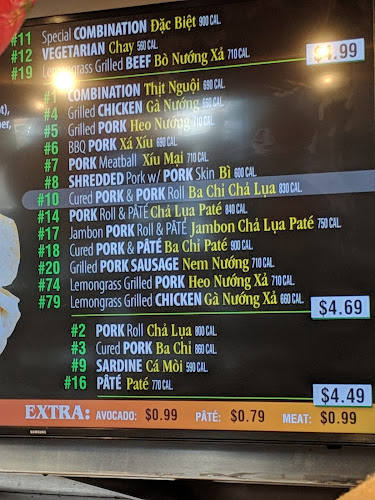 #11 Special COMBINATION Đặc Biệt 900 CAL.
#12 VEGETARIAN Chay 560 CAL.
#19 Lemongrass Grilled BEEF Bò Nướng Xả 710 CAL.
.99
#1 COMBINATION Thịt Nguội 690 CAL.
#4 Grilled CHICKEN Gà Nướng
#5 Grilled PORK Heo Nướng 710 CAL.
#6 BBQ PORK Xá Xíu 690 CAL.
#7 PORK Meatball Xíu Mại 710 CAL.
#8 SHREDDED Pork w/ PORK Skin Bì 600 CAL.
#10 Cured PORK & PORK Roll Ba Chỉ Chả Lụa 830 CAL.
#14 PORK Roll & PÂTÉ Chả Lụa Paté 840 CAL.
#17 Jambon PORK Roll & PÂTÉ Jambon Chả Lụa Paté 750 CAL.
#18 Cured PORK & PÂTÉ Ba Chỉ Paté 900 CAL.
#20 Grilled PORK SAUSAGE Nem Nướng 710 CAL.
#74 Lemongrass Grilled PORK Heo Nướng Xả 710 CAL.
#79 Lemongrass Grilled CHICKEN Gà Nướng Xả 660 CAL.
$4.69
#2 PORK Roll Chả Lụa 800 CAL.
#3 Cured PORK Ba Chỉ 860 CAL.
#9 SARDINE Cá Mòi 590 CAL.
#16 PÂTÉ Paté 770 CAL.
$4.49
EXTRA: AVOCADO: $0.99 PÂTÉ: $0.79 MEAT: $0.99
SAMSUNG